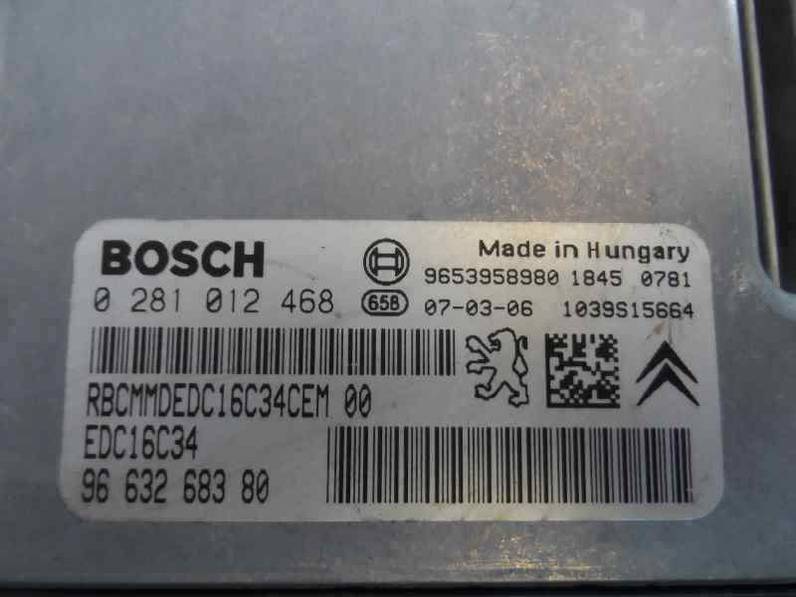 BOSCH
Made in Hungary
9653958980 1845 0781
0 281 012 468
658
07-03-06 1039S15664
RBCMMDEDC16C34CEM 00
EDC16C34
96 632 683 80